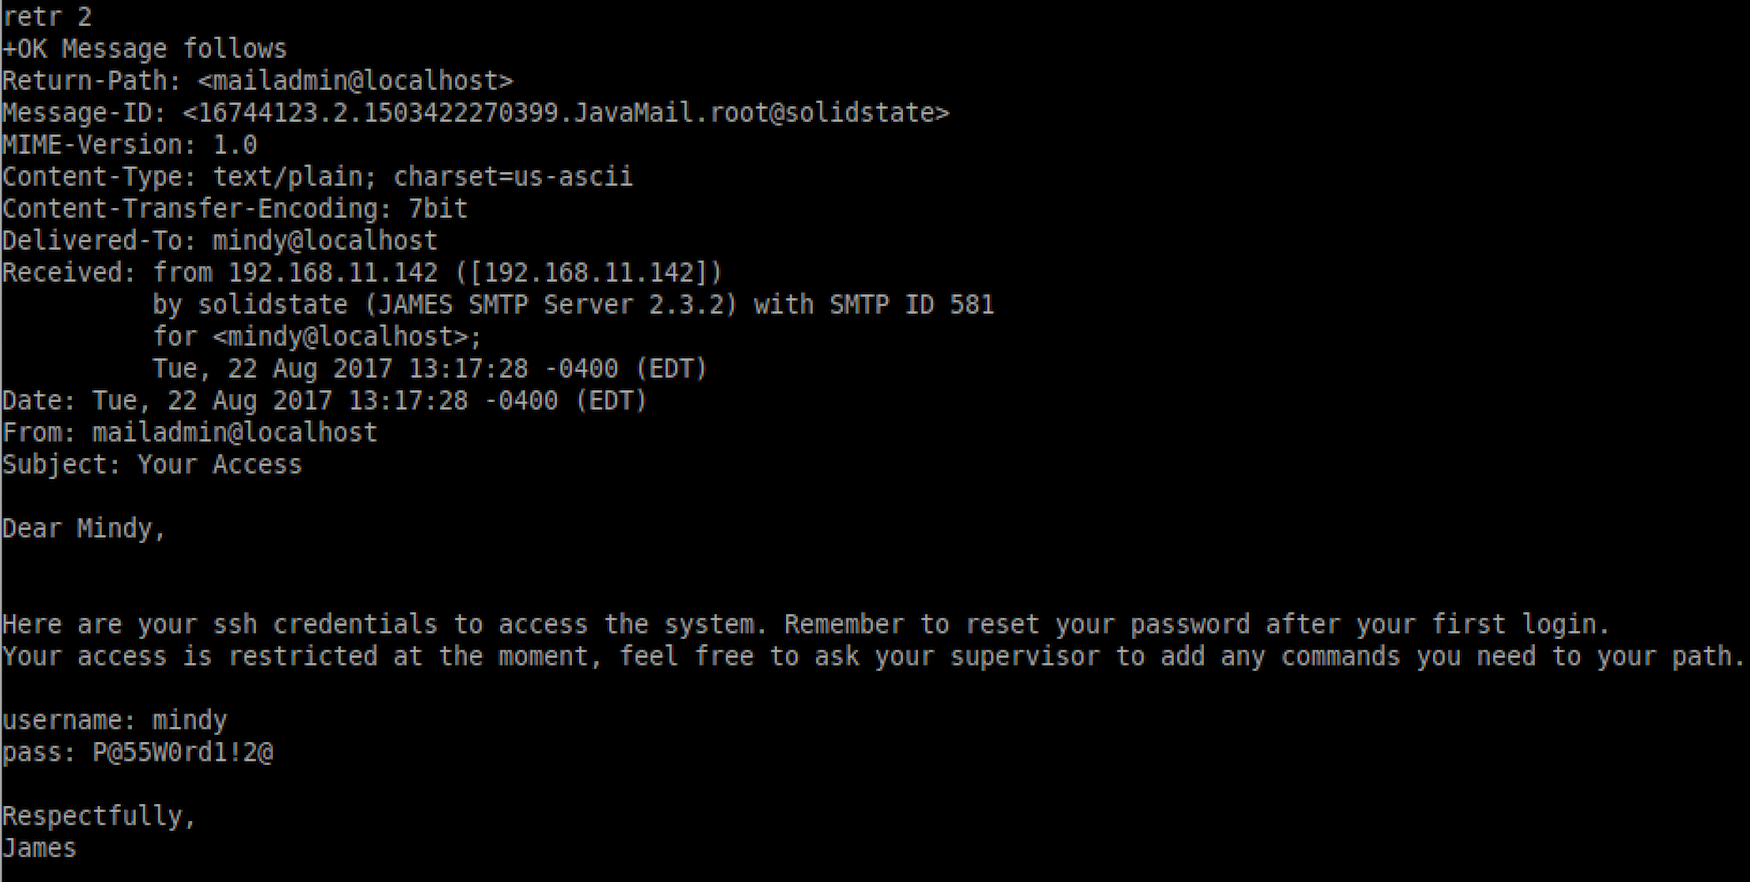 retr 2
+OK Message follows
Return-Path: <mailadmin@localhost>
Message-ID: <16744123.2.1503422270399.JavaMail.root@solidstate>
MIME-Version: 1.0
Content-Type: text/plain; charset=us-ascii
Content-Transfer-Encoding: 7bit
Delivered-To: mindy@localhost
Received: from 192.168.11.142 ([192.168.11.142])
          by solidstate (JAMES SMTP Server 2.3.2) with SMTP ID 581
          for <mindy@localhost>;
          Tue, 22 Aug 2017 13:17:28 -0400 (EDT)
Date: Tue, 22 Aug 2017 13:17:28 -0400 (EDT)
From: mailadmin@localhost
Subject: Your Access

Dear Mindy,


Here are your ssh credentials to access the system. Remember to reset your password after your first login.
Your access is restricted at the moment, feel free to ask your supervisor to add any commands you need to your path.

username: mindy
pass: P@55W0rd1!2@

Respectfully,
James